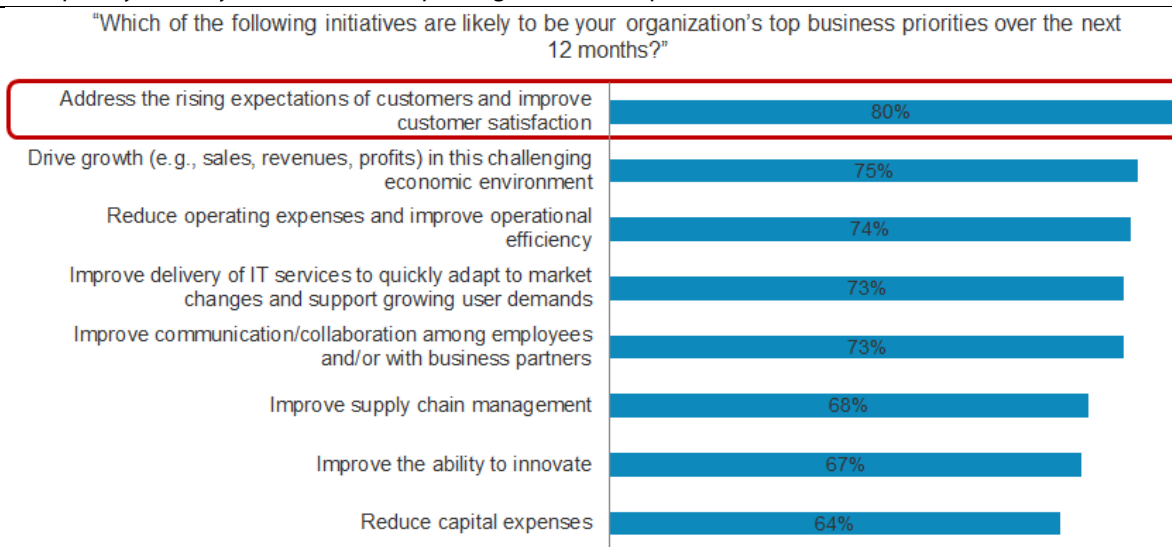 “Which of the following initiatives are likely to be your organization’s top business priorities over the next
12 months?”
Address the rising expectations of customers and improve
customer satisfaction
80%
Drive growth (e.g., sales, revenues, profits) in this challenging
economic environment
75%
Reduce operating expenses and improve operational
efficiency
74%
Improve delivery of IT services to quickly adapt to market
changes and support growing user demands
73%
Improve communication/collaboration among employees
and/or with business partners
73%
Improve supply chain management
68%
Improve the ability to innovate
67%
Reduce capital expenses
64%